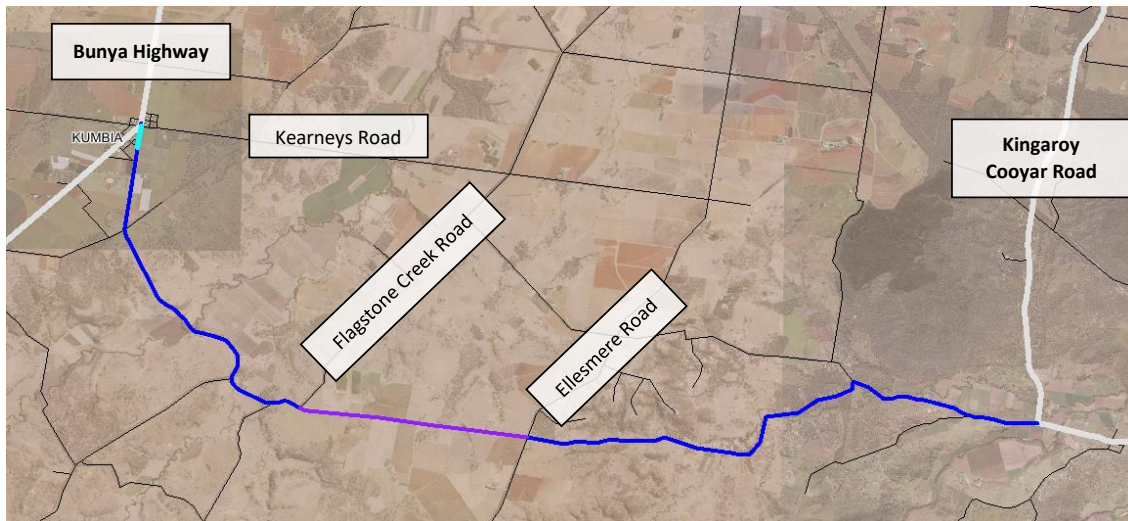 Bunya Highway
KUMBIA
Kearneys Road
Kingaroy
Cooyar Road
Flagstone Creek Road
Ellesmere Road